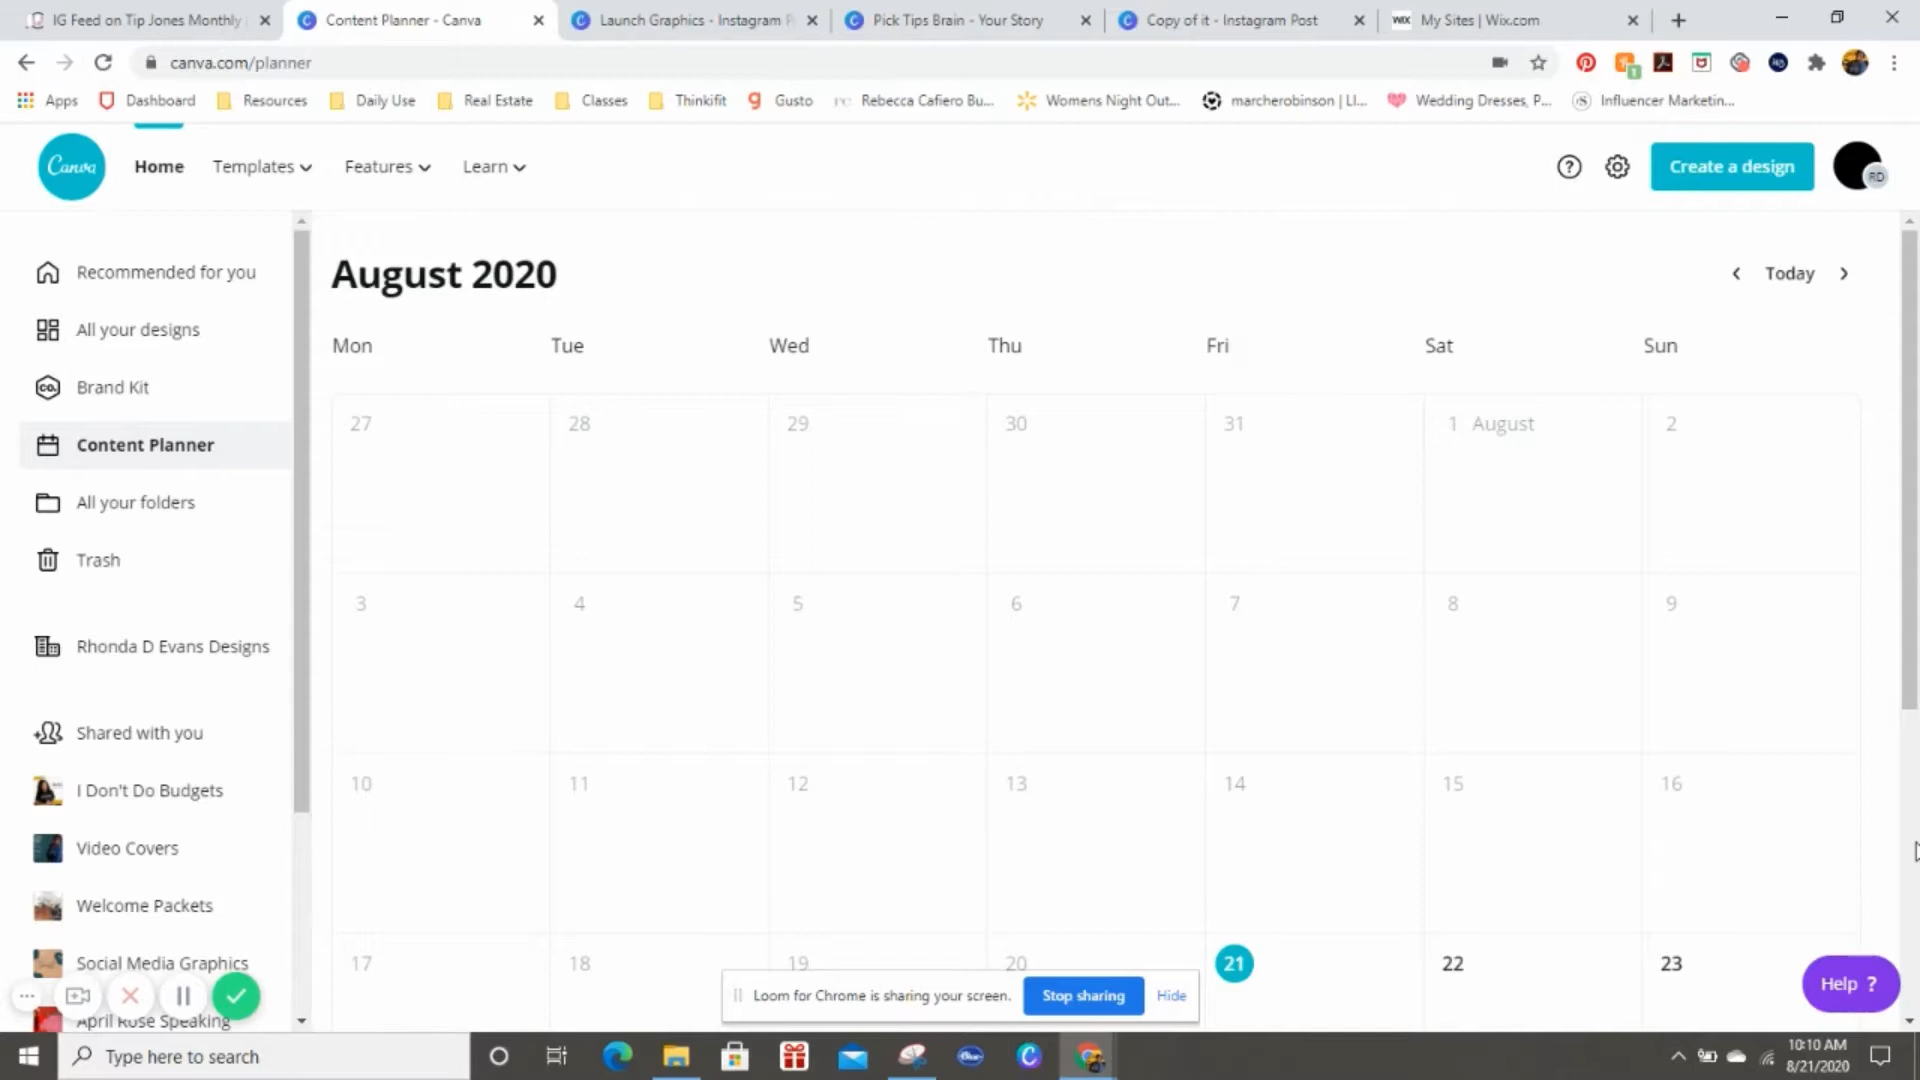 IG Feed on Tip Jones Monthly
Content Planner - Canva
Launch Graphics - Instagram P
Pick Tips Brain - Your Story
Copy of it - Instagram Post
WIX My Sites | Wix.com
canva.com/planner
Apps Dashboard Resources Daily Use Real Estate Classes Thinkifit Gusto Rebecca Cafiero Bu... Womens Night Out... marcherobinson | LI... Wedding Dresses, P... Influencer Marketin...
Canva Home Templates Features Learn Create a design RD
Recommended for you
All your designs
Brand Kit
Content Planner
All your folders
Trash
Rhonda D Evans Designs
Shared with you
I Don't Do Budgets
Video Covers
Welcome Packets
Social Media Graphics
April Rose Speaking
August 2020
Today
Mon Tue Wed Thu Fri Sat Sun
27 28 29 30 31 1 August 2
3 4 5 6 7 8 9
10 11 12 13 14 15 16
17 18 19 20 21 22 23
Loom for Chrome is sharing your screen. Stop sharing Hide
Help ?
Type here to search
10:10 AM
8/21/2020